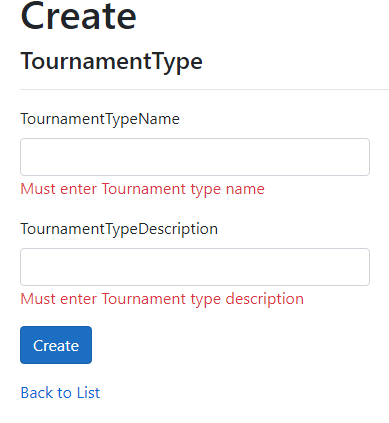 Create
TournamentType
TournamentTypeName
Must enter Tournament type name
TournamentTypeDescription
Must enter Tournament type description
Create
Back to List